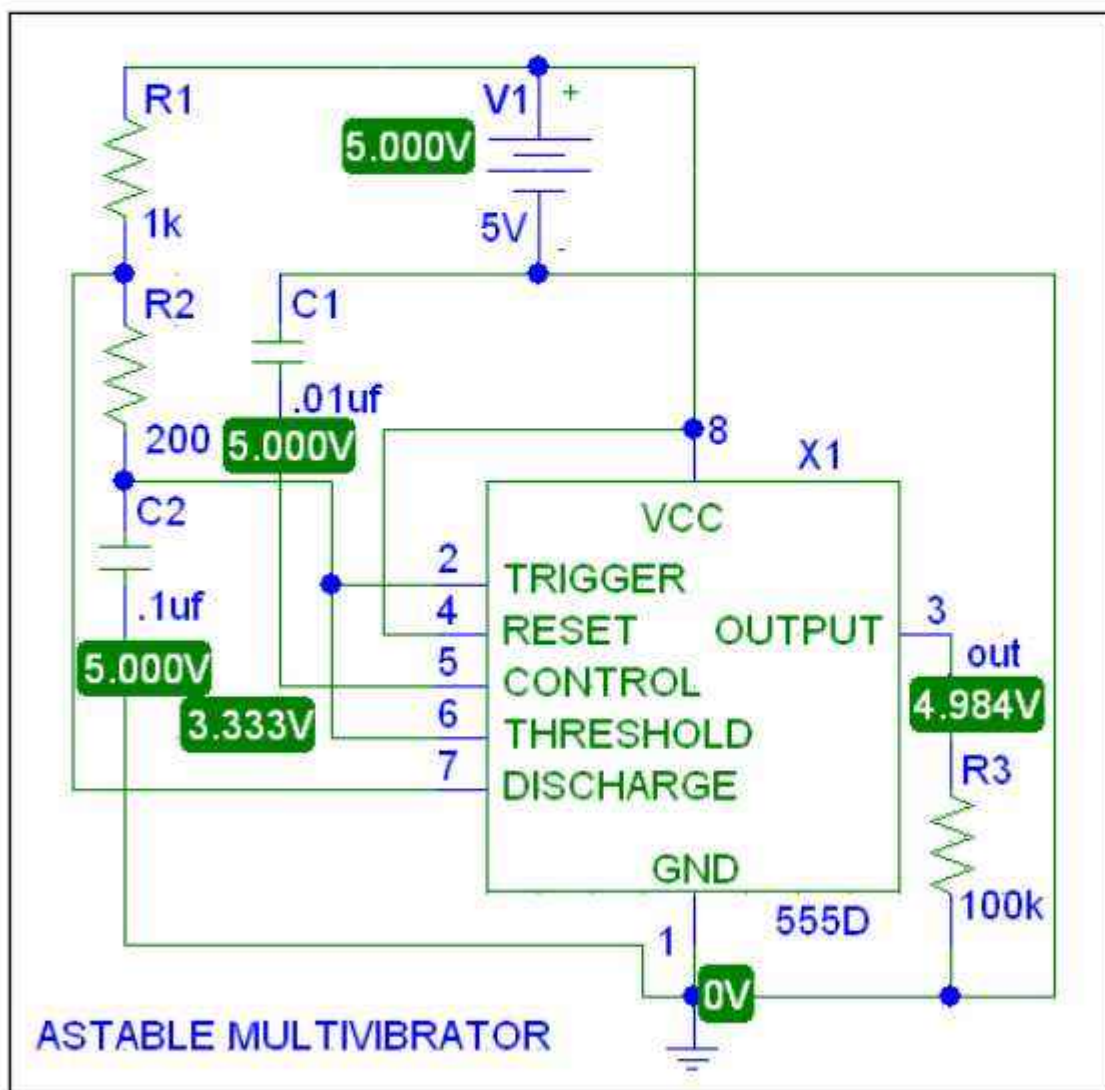 R1
V1
+
5.000V
1k
5V
-
R2
C1
.01uf
200
5.000V
8
X1
C2
VCC
2
TRIGGER
.1uf
4
RESET
OUTPUT
3
5
out
5.000V
CONTROL
4.984V
3.333V
6
THRESHOLD
7
R3
DISCHARGE
GND
100k
1
555D
0V
ASTABLE MULTIVIBRATOR